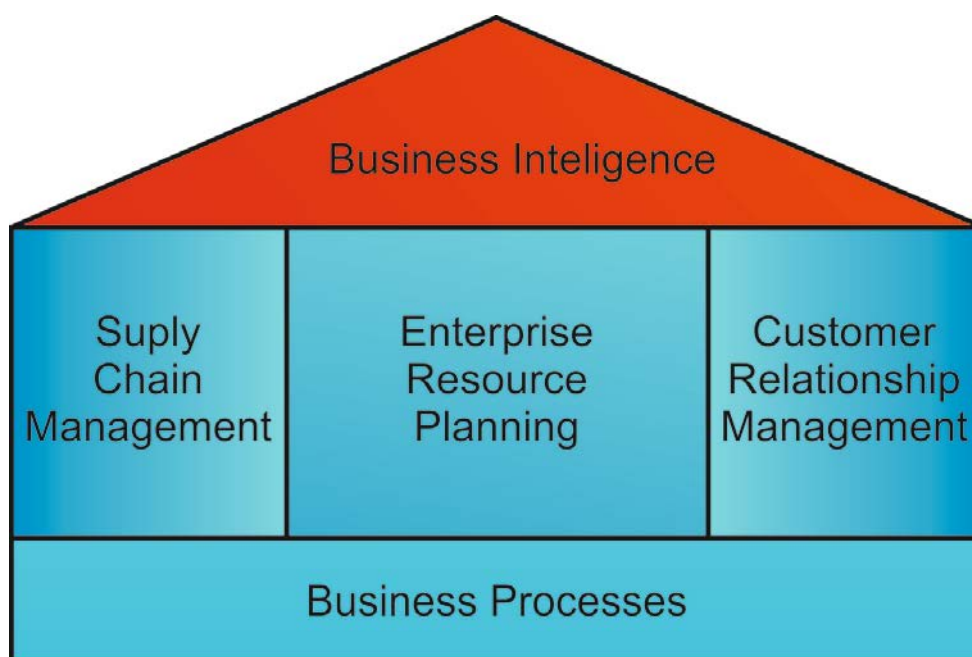 Business Inteligence
Suply
Chain
Management
Enterprise
Resource
Planning
Customer
Relationship
Management
Business Processes